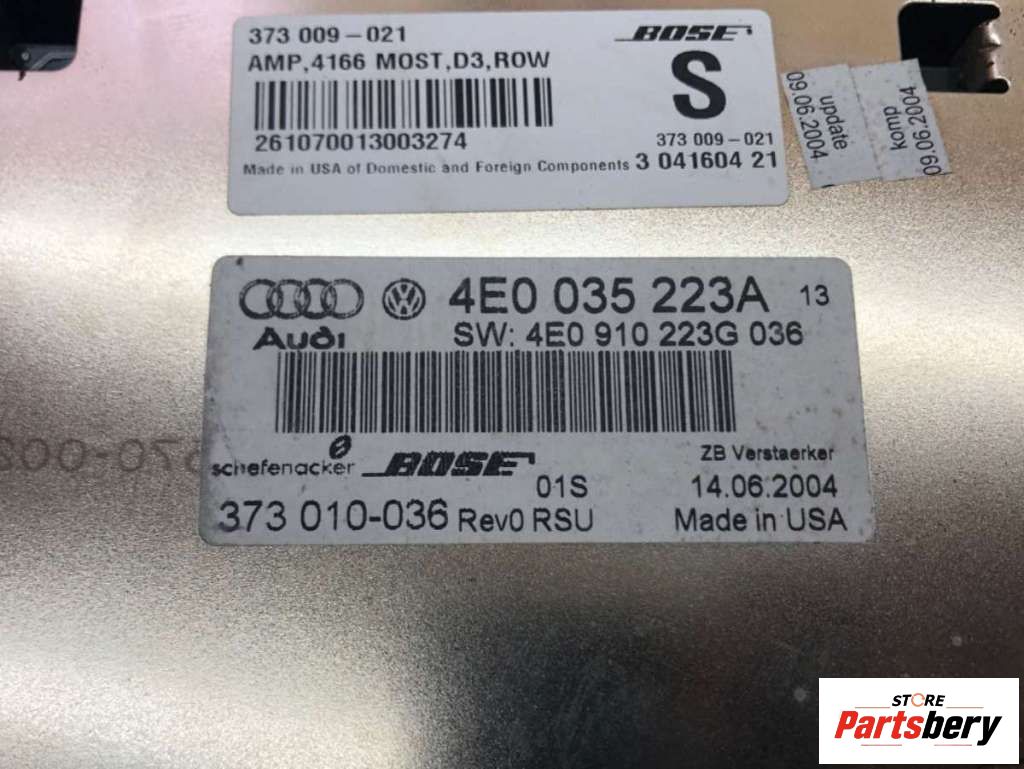 373 009-021
BOSE
AMP,4166 MOST,D3,ROW
S
261070013003274
373 009-021
Made in USA of Domestic and Foreign Components 3 041604 21
update
09.06.2004
komp
09.06.2004
4E0 035 223A 13
Audi
SW: 4E0 910 223G 036
schefenacker BOSE
ZB Verstaerker
01S
14.06.2004
373 010-036 Rev0 RSU
Made in USA
STORE
Partsbery